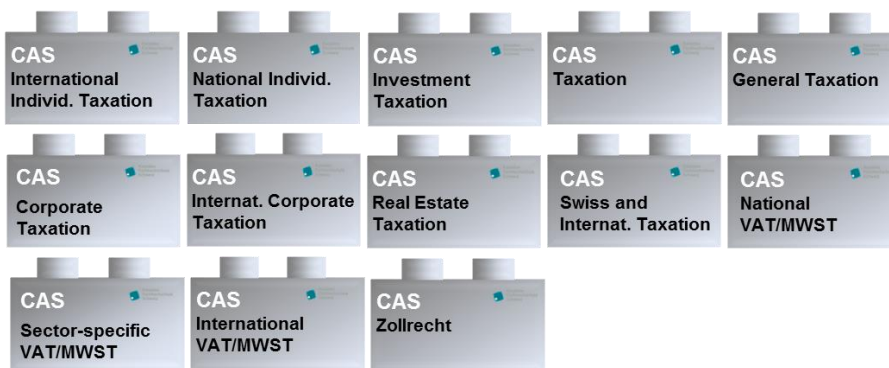 CAS
International
Individ. Taxation
CAS
National Individ.
Taxation
CAS
Investment
Taxation
CAS
Taxation
CAS
General Taxation
CAS
Corporate
Taxation
CAS
Internat. Corporate
Taxation
CAS
Real Estate
Taxation
CAS
Swiss and
Internat. Taxation
CAS
National
VAT/MWST
CAS
Sector-specific
VAT/MWST
CAS
International
VAT/MWST
CAS
Zollrecht